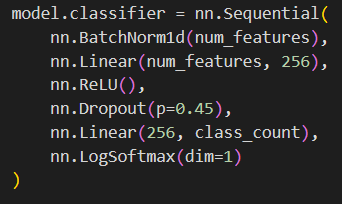 model.classifier = nn.Sequential(
    nn.BatchNorm1d(num_features),
    nn.Linear(num_features, 256),
    nn.ReLU(),
    nn.Dropout(p=0.45),
    nn.Linear(256, class_count),
    nn.LogSoftmax(dim=1)
)